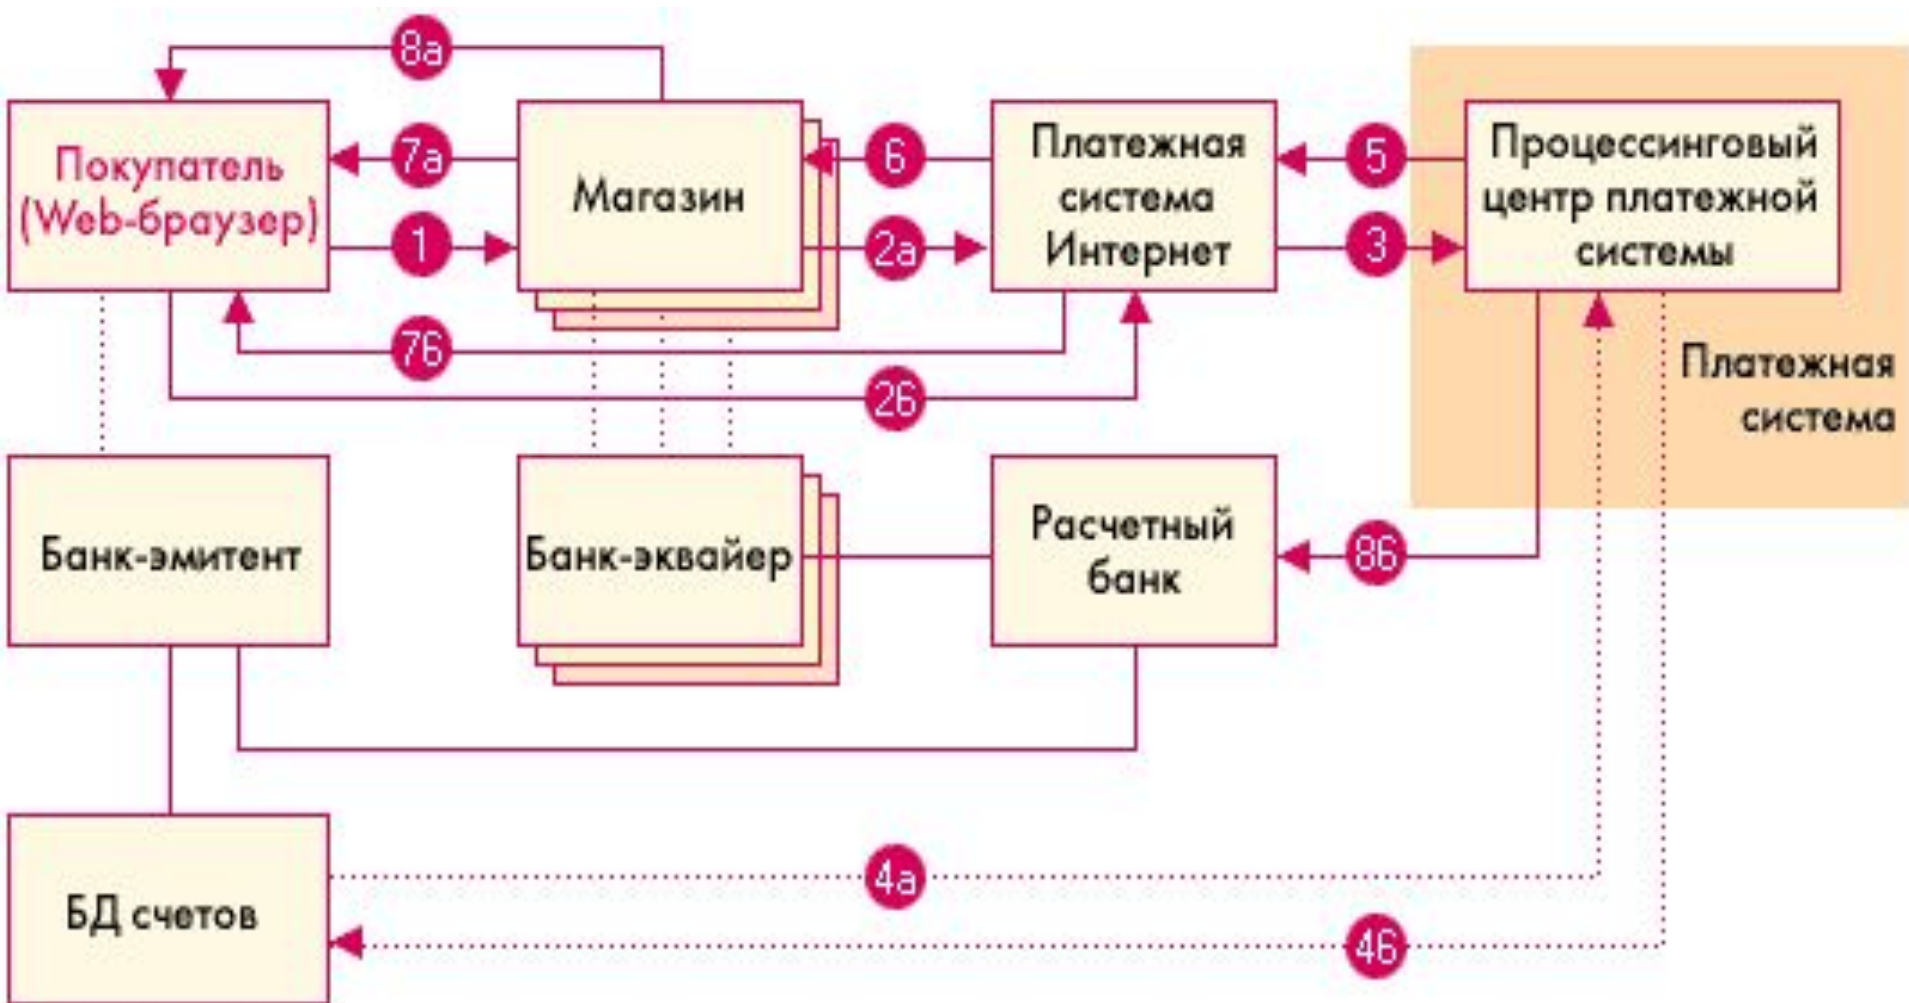 8а
Покупатель
(Web-браузер)
7а
1
Магазин
6
2а
Платежная
система
Интернет
5
3
Процессинговый
центр платежной
системы
7б
2б
Платежная
система
Банк-эмитент
Банк-эквайер
Расчетный
банк
8б
БД счетов
4а
4б